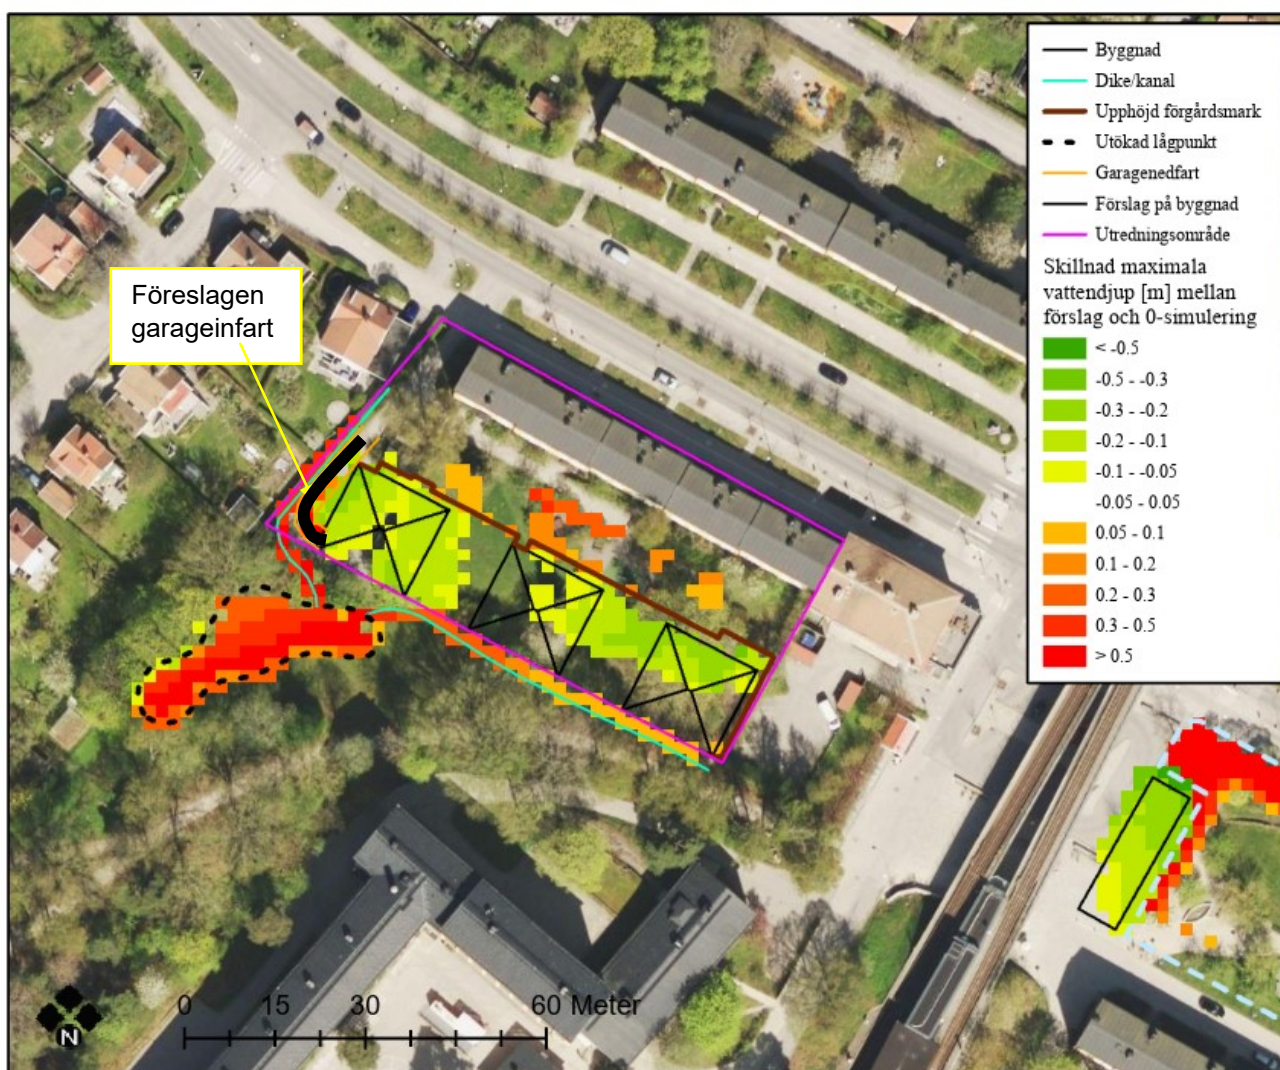 Byggnad
Dike/kanal
Upphöjd förgårdsmark
Utökad lågpunkt
Garagenedfart
Förslag på byggnad
Utredningsområde
Skillnad maximala
vattendjup [m] mellan
förslag och 0-simulering
< -0.5
-0.5 - -0.3
-0.3 - -0.2
-0.2 - -0.1
-0.1 - -0.05
-0.05 - 0.05
0.05 - 0.1
0.1 - 0.2
0.2 - 0.3
0.3 - 0.5
> 0.5
Föreslagen
garageinfart
0 15 30 60 Meter
N